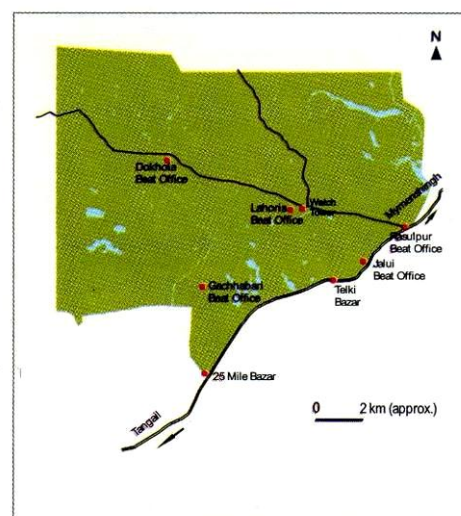 N
Dokhola
Beat Office
Lahoria
Beat Office
Watch
Tower
Mymensingh
Rasulpur
Beat Office
Jalui
Beat Office
Telki
Bazar
Gachhabari
Beat Office
25 Mile Bazar
0 2 km (approx.)
Tangail